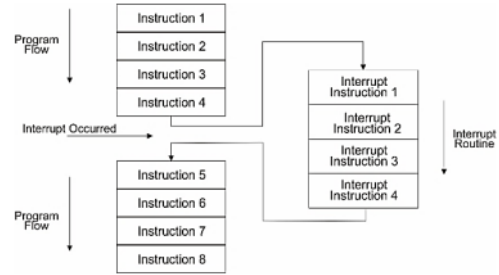 Program
Flow
Instruction 1
Instruction 2
Instruction 3
Instruction 4
Interrupt Occurred
Interrupt
Instruction 1
Interrupt
Instruction 2
Interrupt
Instruction 3
Interrupt
Instruction 4
Interrupt
Routine
Program
Flow
Instruction 5
Instruction 6
Instruction 7
Instruction 8